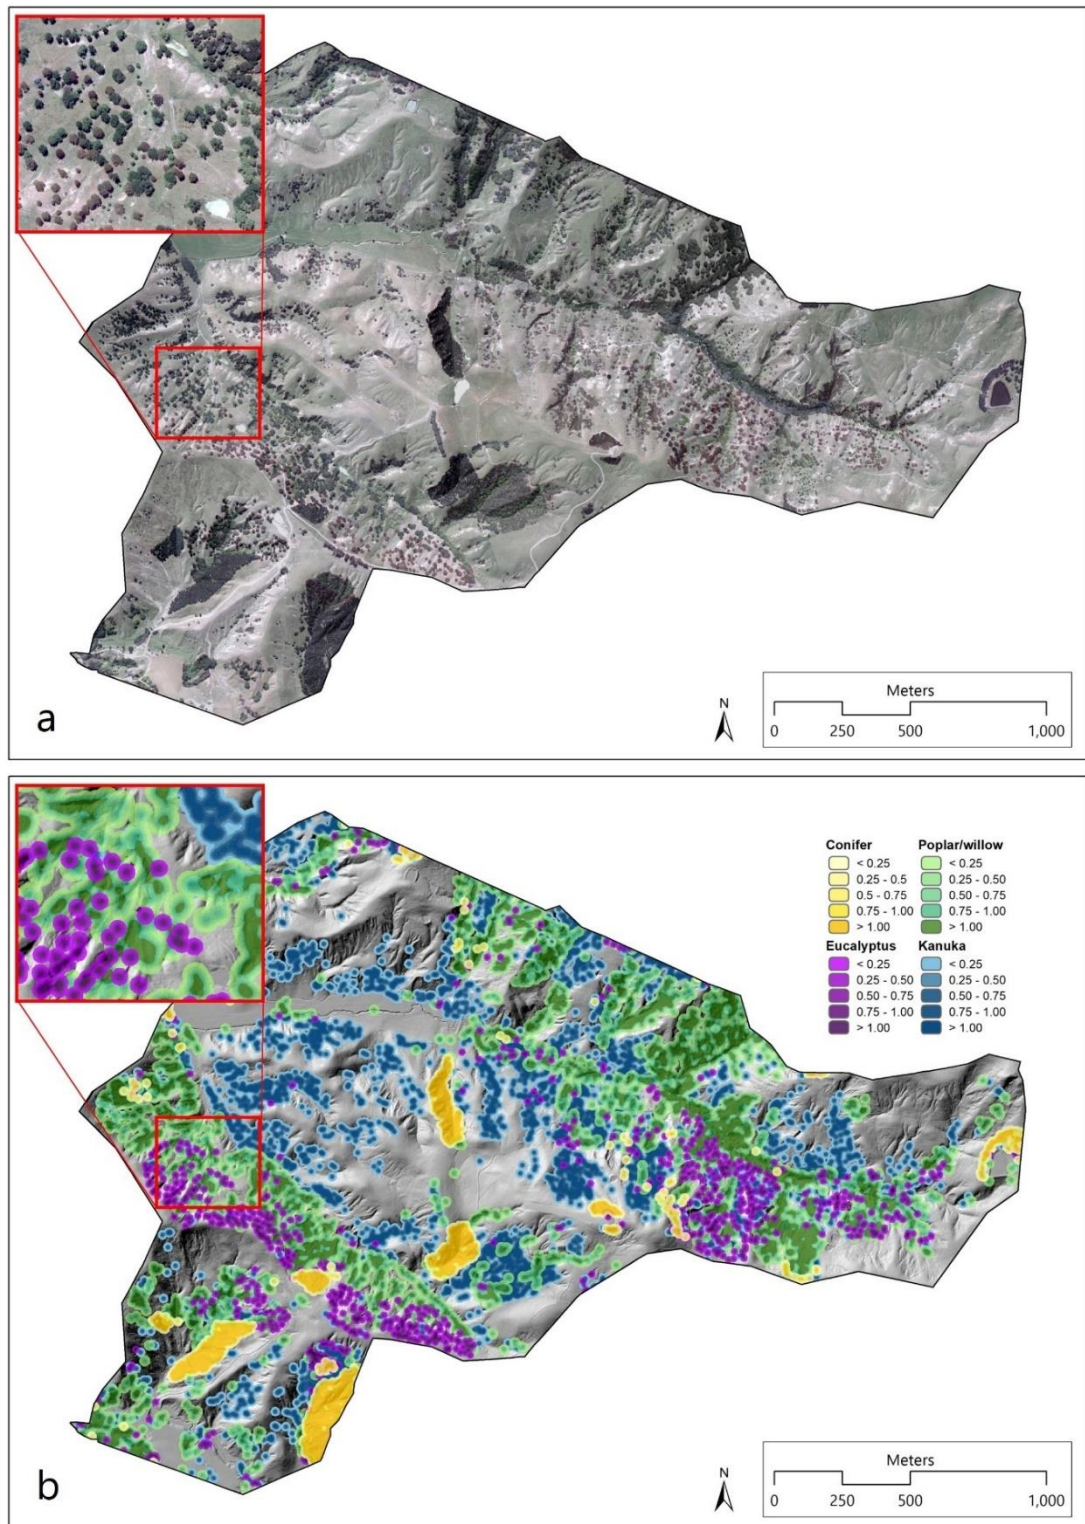 a
N
Meters
0 250 500 1,000
Conifer
< 0.25
0.25 - 0.5
0.5 - 0.75
0.75 - 1.00
> 1.00
Poplar/willow
< 0.25
0.25 - 0.50
0.50 - 0.75
0.75 - 1.00
> 1.00
Eucalyptus
< 0.25
0.25 - 0.50
0.50 - 0.75
0.75 - 1.00
> 1.00
Kanuka
< 0.25
0.25 - 0.50
0.50 - 0.75
0.75 - 1.00
> 1.00
b
N
Meters
0 250 500 1,000